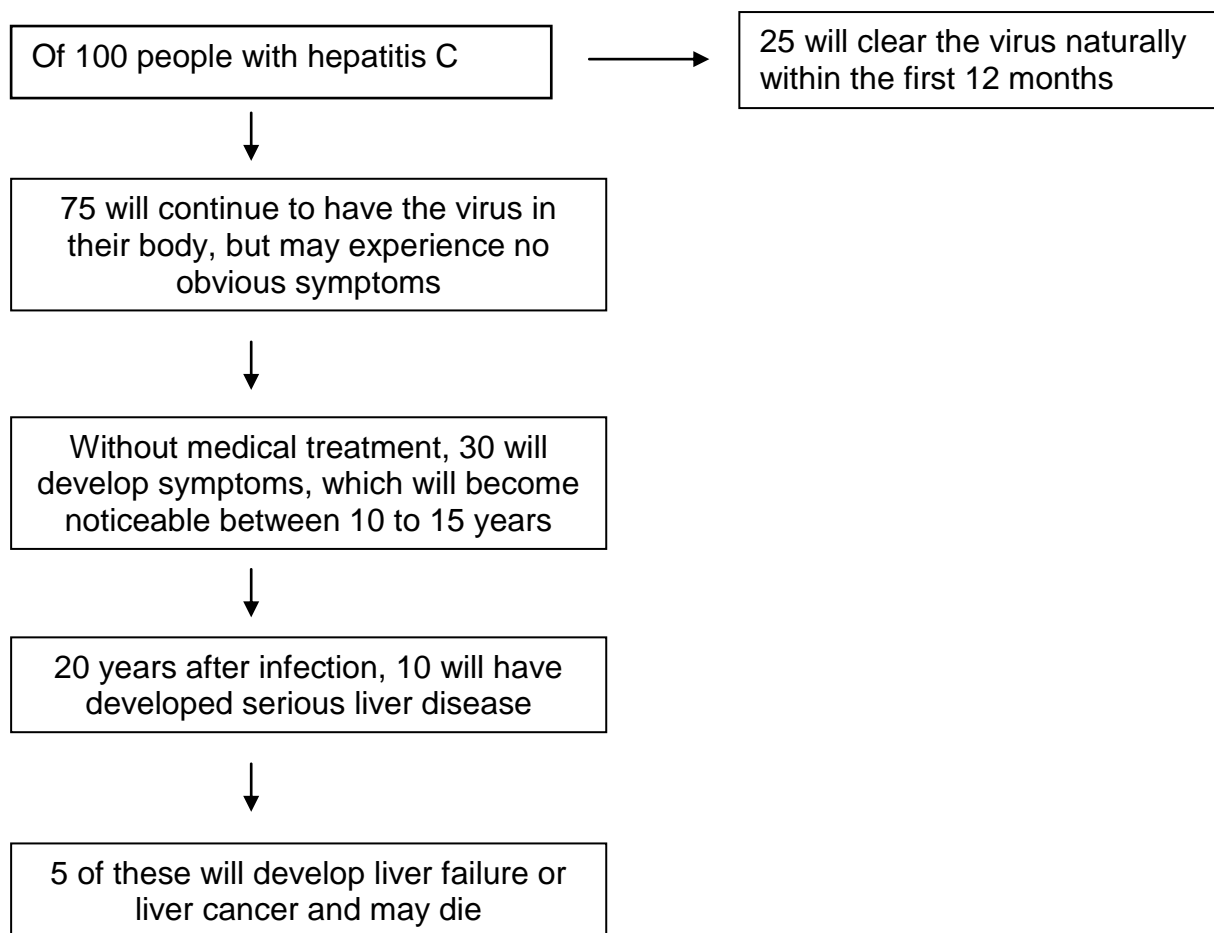 Of 100 people with hepatitis C
25 will clear the virus naturally
within the first 12 months
75 will continue to have the virus in
their body, but may experience no
obvious symptoms
Without medical treatment, 30 will
develop symptoms, which will become
noticeable between 10 to 15 years
20 years after infection, 10 will have
developed serious liver disease
5 of these will develop liver failure or
liver cancer and may die